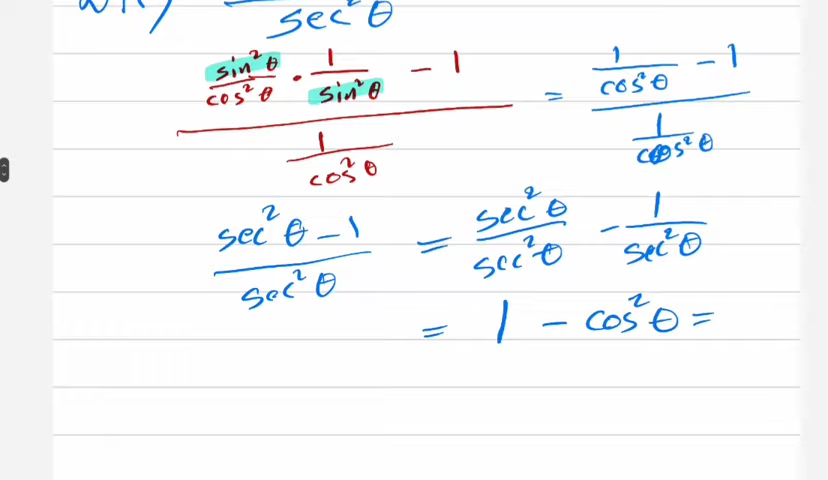 sec²θ
(sin²θ/cos²θ · 1/sin²θ - 1)/(1/cos²θ) = (1/cos²θ - 1)/(1/cos²θ)
(sec²θ - 1)/sec²θ = sec²θ/sec²θ - 1/sec²θ
= 1 - cos²θ =